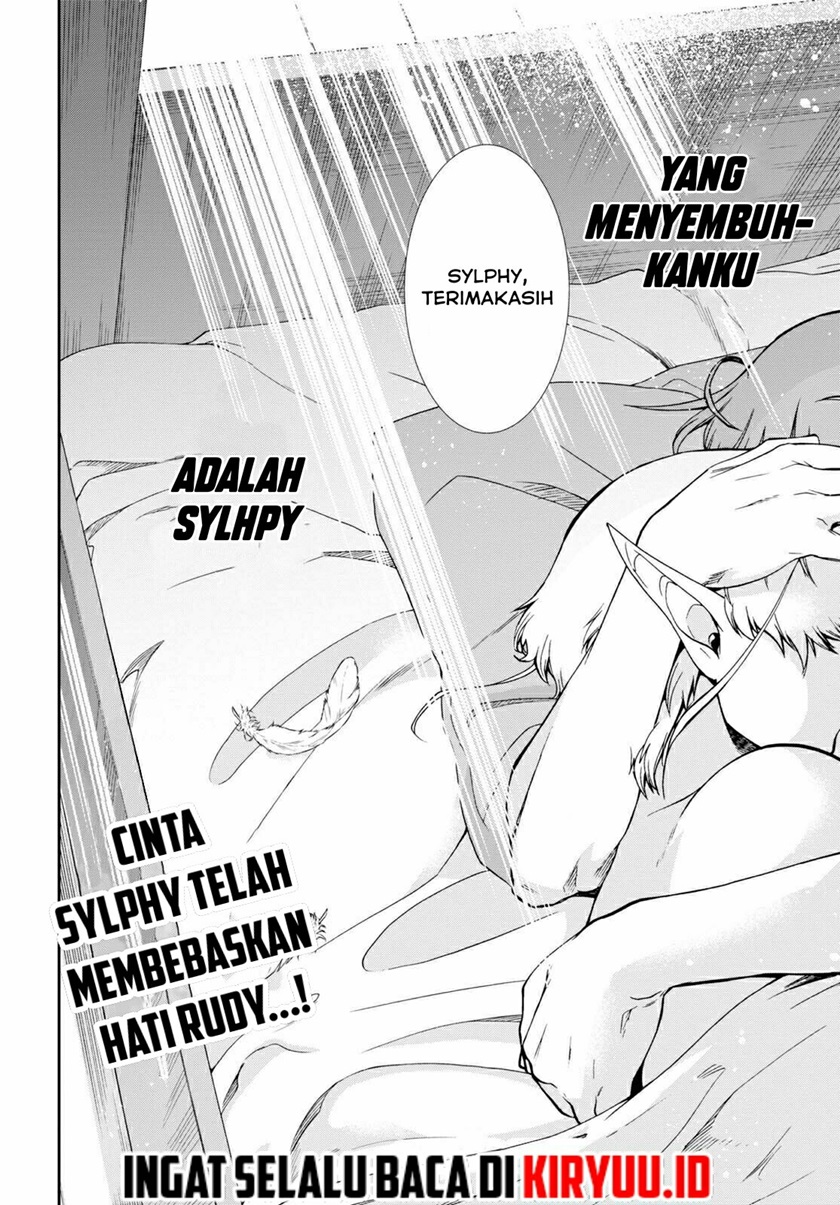 YANG
MENYEMBUH-
KANKU
SYLPHY,
TERIMAKASIH
ADALAH
SYLHPY
CINTA
SYLPHY TELAH
MEMBEBASKAN
HATI RUDY...!
INGAT SELALU BACA DI KIRYUU.ID